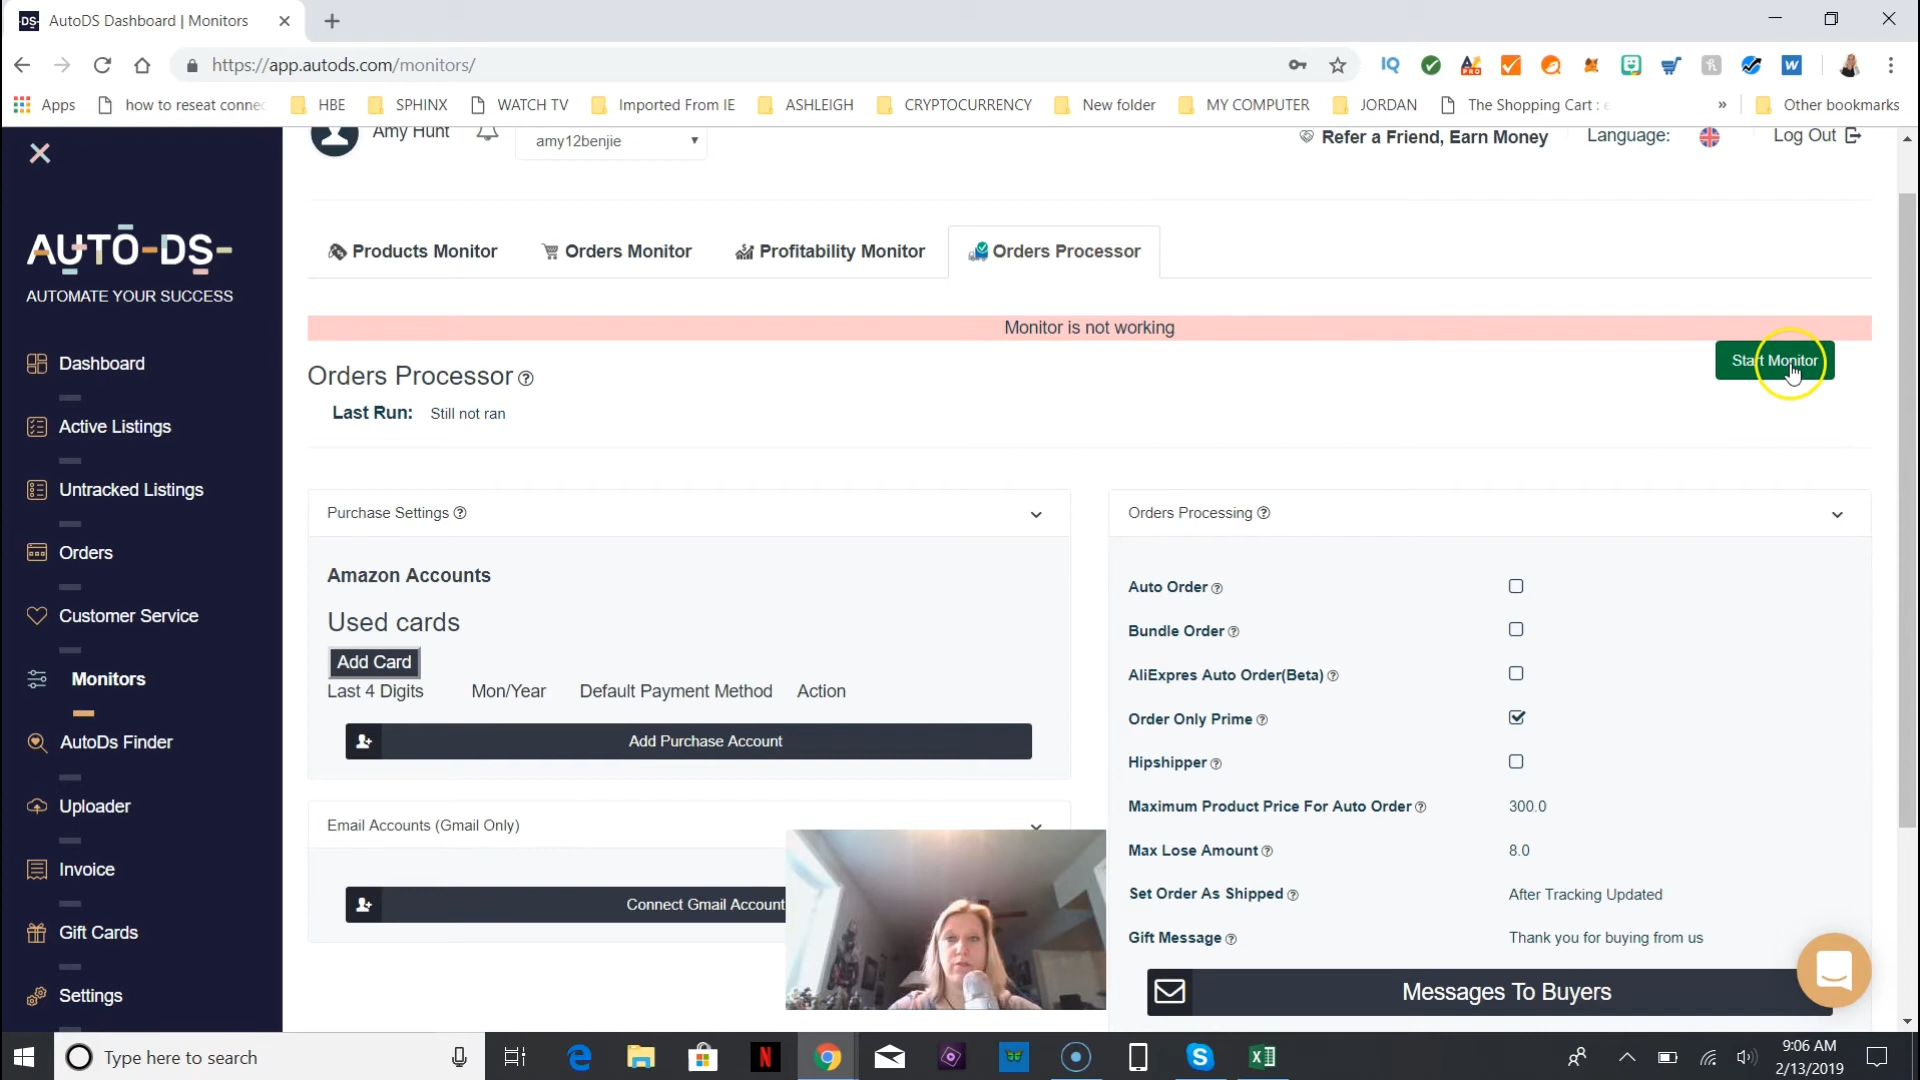 DS
AutoDS Dashboard | Monitors
https://app.autods.com/monitors/
IQ
W
Apps
how to reseat connec
HBE
SPHINX
WATCH TV
Imported From IE
ASHLEIGH
CRYPTOCURRENCY
New folder
MY COMPUTER
JORDAN
The Shopping Cart :
»
Other bookmarks
Amy Hunt
amy12benjie
Refer a Friend, Earn Money
Language:
Log Out
AUTO-DS-
AUTOMATE YOUR SUCCESS
Dashboard
Active Listings
Untracked Listings
Orders
Customer Service
Monitors
AutoDs Finder
Uploader
Invoice
Gift Cards
Settings
Products Monitor
Orders Monitor
Profitability Monitor
Orders Processor
Monitor is not working
Start Monitor
Orders Processor
Last Run: Still not ran
Purchase Settings
Amazon Accounts
Used cards
Add Card
Last 4 Digits Mon/Year Default Payment Method Action
Add Purchase Account
Email Accounts (Gmail Only)
Connect Gmail Account
Orders Processing
Auto Order
Bundle Order
AliExpres Auto Order(Beta)
Order Only Prime
Hipshipper
Maximum Product Price For Auto Order 300.0
Max Lose Amount 8.0
Set Order As Shipped After Tracking Updated
Gift Message Thank you for buying from us
Messages To Buyers
Type here to search
9:06 AM
2/13/2019